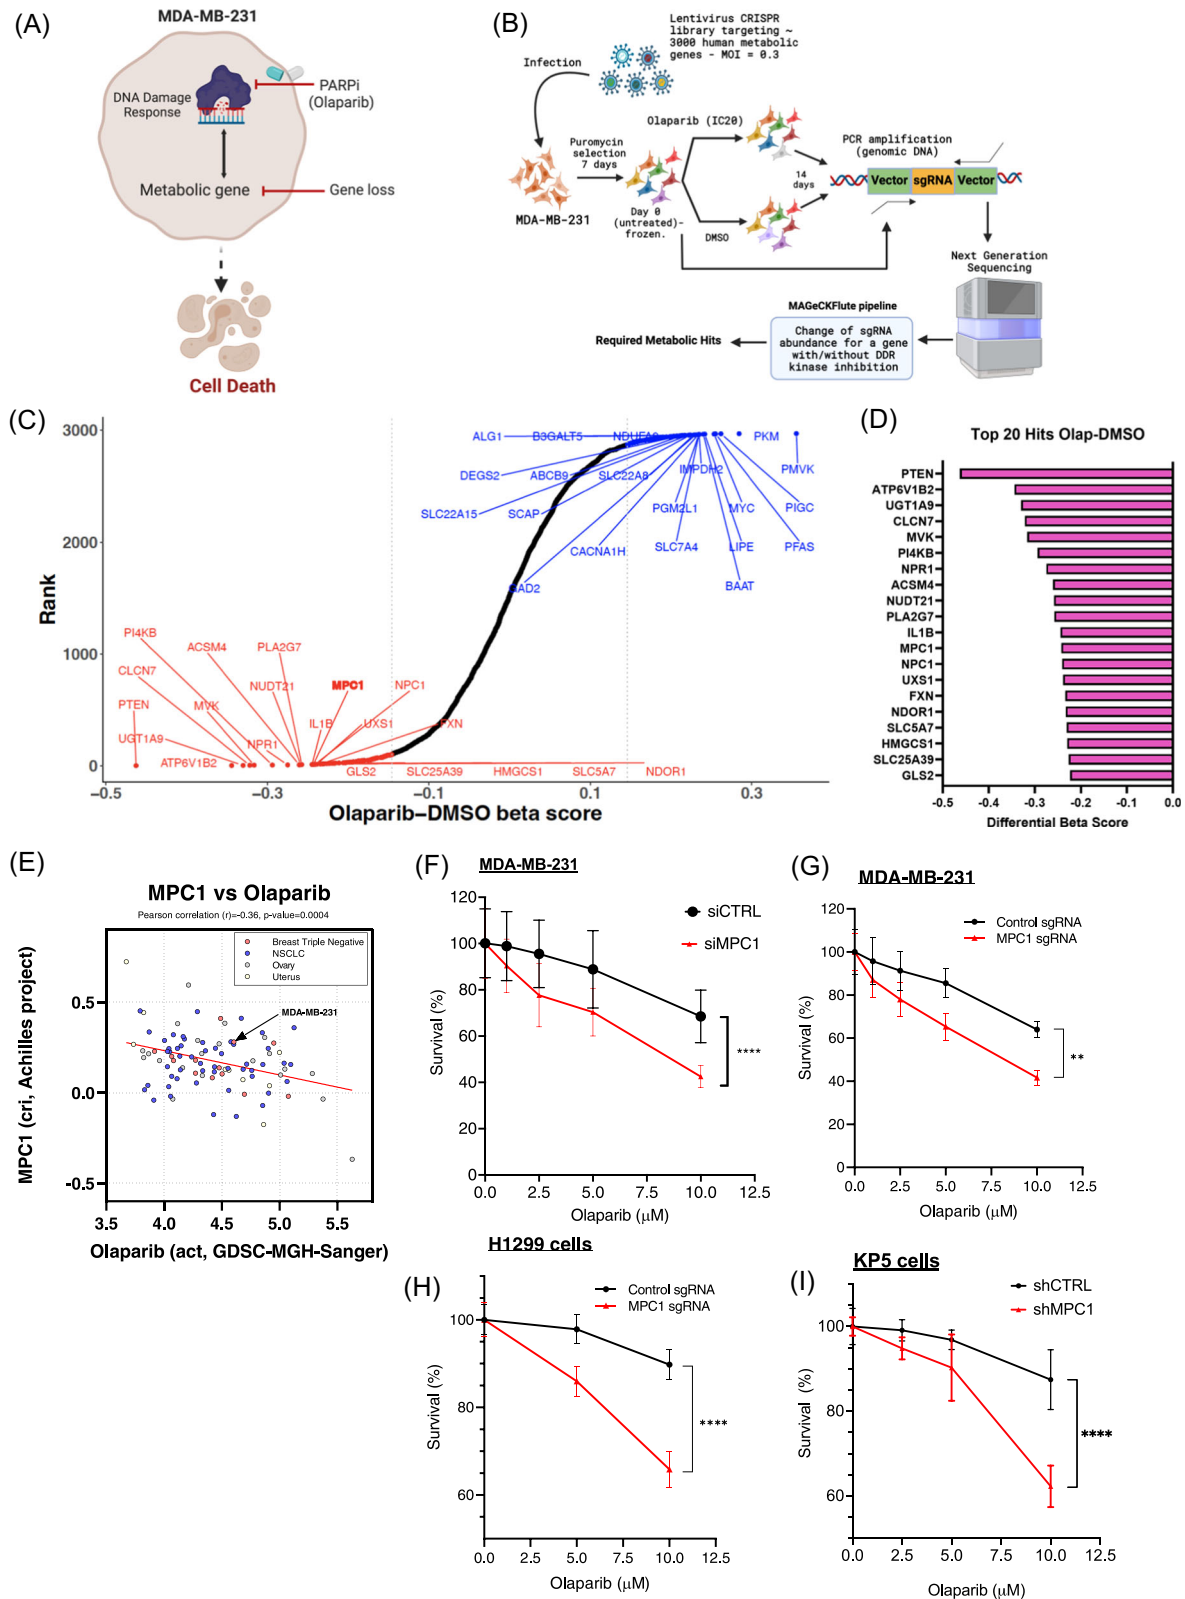 (A)
MDA-MB-231
DNA Damage
Response
PARPi
(Olaparib)
Metabolic gene
Gene loss
Cell Death
(B)
Lentivirus CRISPR
library targeting ~
3000 human metabolic
genes - MOI = 0.3
Infection
MDA-MB-231
Puromycin
selection
7 days
Day 0
(untreated)-
frozen.
Olaparib (IC20)
DMSO
14
days
PCR amplification
(genomic DNA)
Vector sgRNA Vector
Next Generation
Sequencing
MAGeCKFlute pipeline
Change of sgRNA
abundance for a gene
with/without DDR
kinase inhibition
Required Metabolic Hits
(C)
Rank
3000
2000
1000
0
ALG1 B3GALT5 PKM
DEGS2 ABCB9 SLC22A8 IMPDH2 PMVK
SLC22A15 SCAP PGM2L1 MYC PIGC
CACNA1H SLC7A4 LIPE PFAS
GAD2 BAAT
PI4KB ACSM4 PLA2G7
CLCN7 NUDT21 MPC1 NPC1
PTEN MVK IL1B UXS1 FXN
UGT1A9 NPR1
ATP6V1B2
GLS2 SLC25A39 HMGCS1 SLC5A7 NDOR1
−0.5 −0.3 −0.1 0.1 0.3
Olaparib−DMSO beta score
(D)
Top 20 Hits Olap-DMSO
PTEN
ATP6V1B2
UGT1A9
CLCN7
MVK
PI4KB
NPR1
ACSM4
NUDT21
PLA2G7
IL1B
MPC1
NPC1
UXS1
FXN
NDOR1
SLC5A7
HMGCS1
SLC25A39
GLS2
-0.5 -0.4 -0.3 -0.2 -0.1 0.0
Differential Beta Score
(E)
MPC1 vs Olaparib
Pearson correlation (r)=-0.36, p-value=0.0004
Breast Triple Negative
NSCLC
Ovary
Uterus
MDA-MB-231
MPC1 (cri, Achilles project)
0.5
0.0
-0.5
3.5 4.0 4.5 5.0 5.5
Olaparib (act, GDSC-MGH-Sanger)
(F)
MDA-MB-231
siCTRL
siMPC1
Survival (%)
120
100
80
60
40
20
0
****
0.0 2.5 5.0 7.5 10.0 12.5
Olaparib (μM)
(G)
MDA-MB-231
Control sgRNA
MPC1 sgRNA
Survival (%)
120
100
80
60
40
20
0
**
0.0 2.5 5.0 7.5 10.0 12.5
Olaparib (μM)
(H)
H1299 cells
Control sgRNA
MPC1 sgRNA
Survival (%)
100
80
60
****
0.0 2.5 5.0 7.5 10.0 12.5
Olaparib (μM)
(I)
KP5 cells
shCTRL
shMPC1
Survival (%)
100
80
60
****
0.0 2.5 5.0 7.5 10.0 12.5
Olaparib (μM)